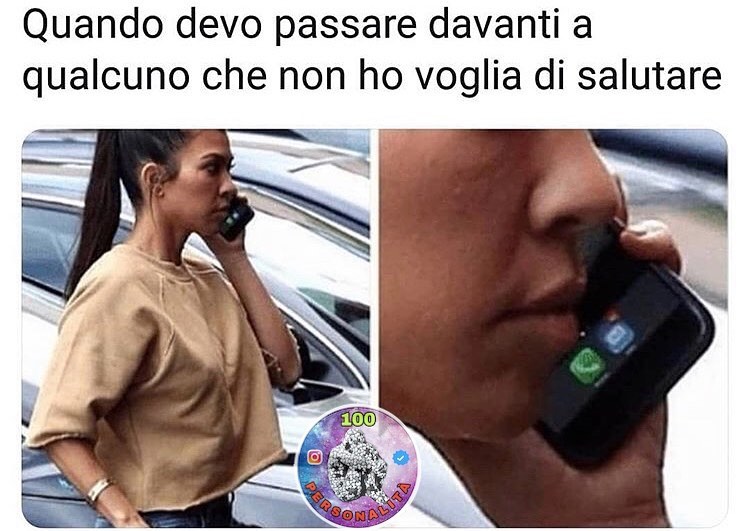 Quando devo passare davanti a
qualcuno che non ho voglia di salutare
100
PERSONALITÀ